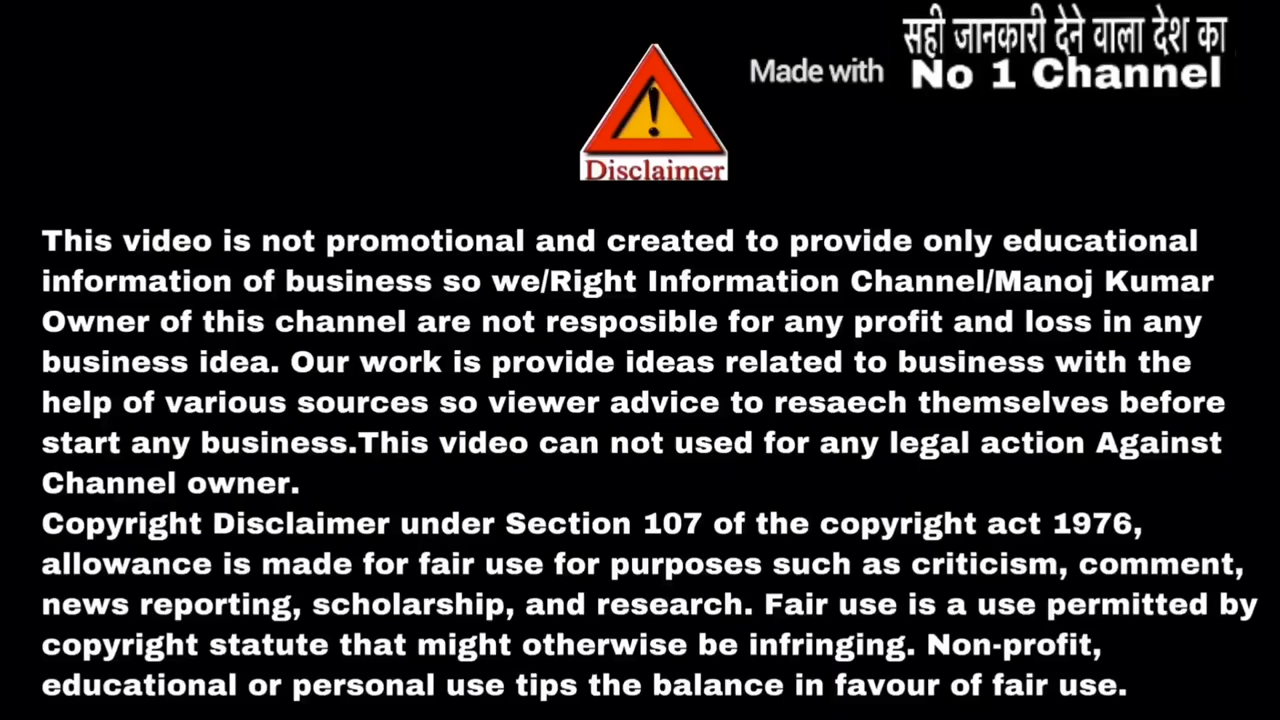 सही जानकारी देने वाला देश का
Made with No 1 Channel
Disclaimer
This video is not promotional and created to provide only educational
information of business so we/Right Information Channel/Manoj Kumar
Owner of this channel are not resposible for any profit and loss in any
business idea. Our work is provide ideas related to business with the
help of various sources so viewer advice to resaech themselves before
start any business.This video can not used for any legal action Against
Channel owner.
Copyright Disclaimer under Section 107 of the copyright act 1976,
allowance is made for fair use for purposes such as criticism, comment,
news reporting, scholarship, and research. Fair use is a use permitted by
copyright statute that might otherwise be infringing. Non-profit,
educational or personal use tips the balance in favour of fair use.